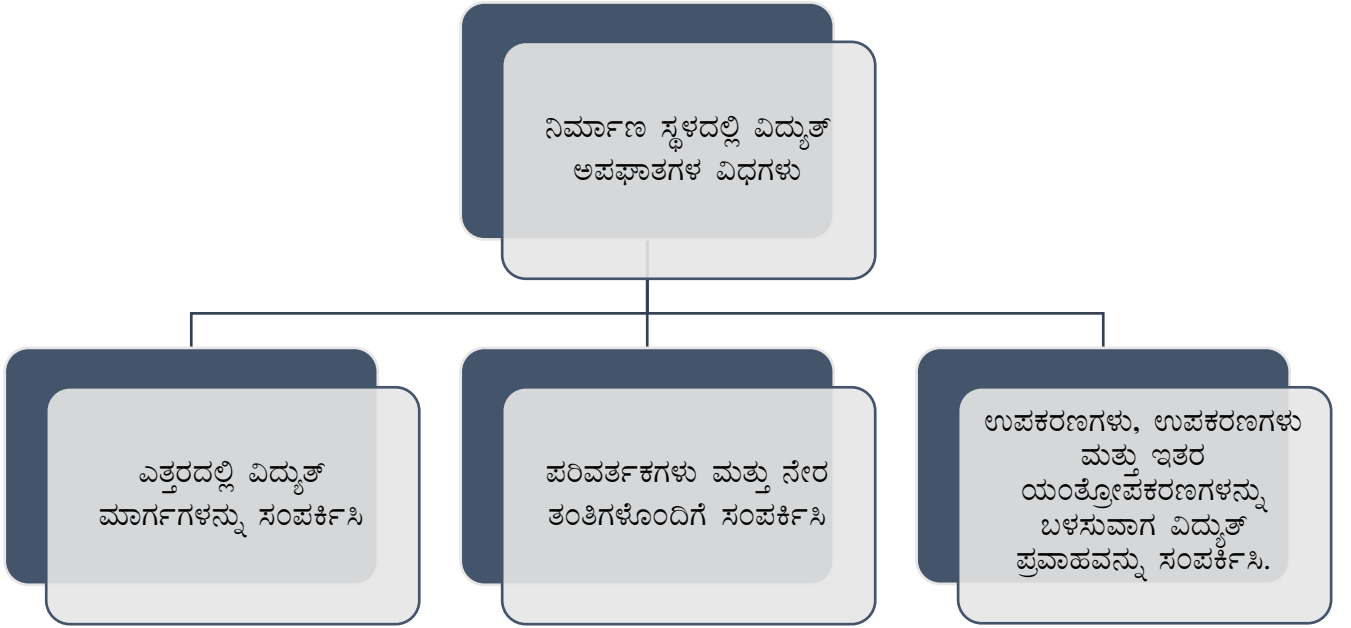 ನಿರ್ಮಾಣ ಸ್ಥಳದಲ್ಲಿ ವಿದ್ಯುತ್
ಅಪಘಾತಗಳ ವಿಧಗಳು
ಎತ್ತರದಲ್ಲಿ ವಿದ್ಯುತ್
ಮಾರ್ಗಗಳನ್ನು ಸಂಪರ್ಕಿಸಿ
ಪರಿವರ್ತಕಗಳು ಮತ್ತು ನೇರ
ತಂತಿಗಳೊಂದಿಗೆ ಸಂಪರ್ಕಿಸಿ
ಉಪಕರಣಗಳು, ಉಪಕರಣಗಳು
ಮತ್ತು ಇತರ
ಯಂತ್ರೋಪಕರಣಗಳನ್ನು
ಬಳಸುವಾಗ ವಿದ್ಯುತ್
ಪ್ರವಾಹವನ್ನು ಸಂಪರ್ಕಿಸಿ.